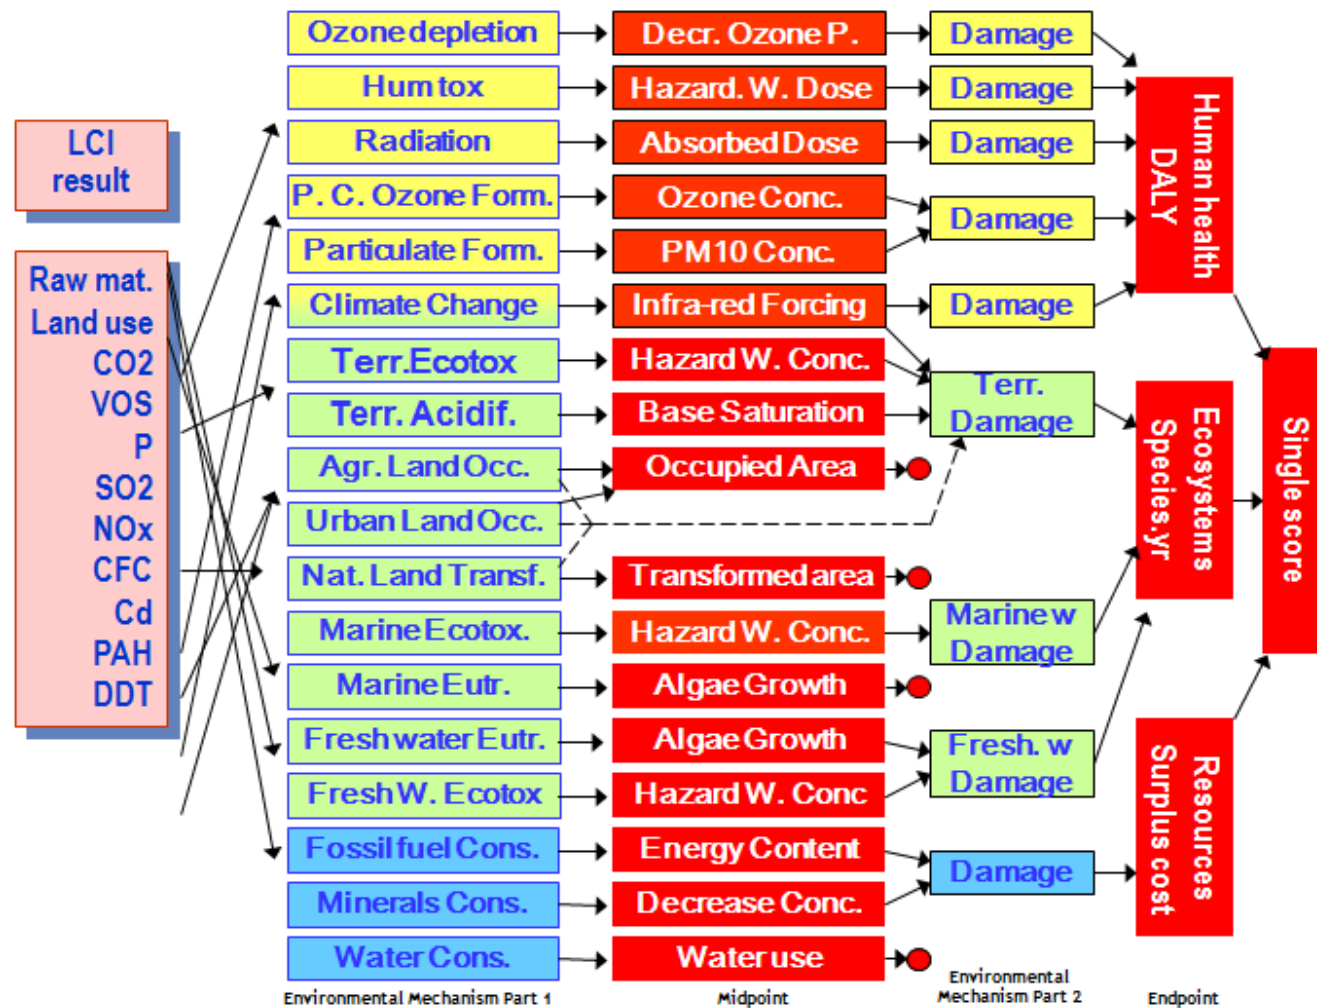 LCI
result
Raw mat.
Land use
CO2
VOS
P
SO2
NOx
CFC
Cd
PAH
DDT
Ozone depletion
Hum tox
Radiation
P. C. Ozone Form.
Particulate Form.
Climate Change
Terr.Ecotox
Terr. Acidif.
Agr. Land Occ.
Urban Land Occ.
Nat. Land Transf.
Marine Ecotox.
Marine Eutr.
Fresh water Eutr.
Fresh W. Ecotox
Fossil fuel Cons.
Minerals Cons.
Water Cons.
Environmental Mechanism Part 1
Decr. Ozone P.
Hazard. W. Dose
Absorbed Dose
Ozone Conc.
PM10 Conc.
Infra-red Forcing
Hazard W. Conc.
Base Saturation
Occupied Area
Transformed area
Hazard W. Conc.
Algae Growth
Algae Growth
Hazard W. Conc
Energy Content
Decrease Conc.
Water use
Midpoint
Damage
Damage
Damage
Damage
Damage
Terr.
Damage
Marine w
Damage
Fresh. w
Damage
Damage
Environmental
Mechanism Part 2
Human health
DALY
Ecosystems
Species.yr
Resources
Surplus cost
Endpoint
Single score